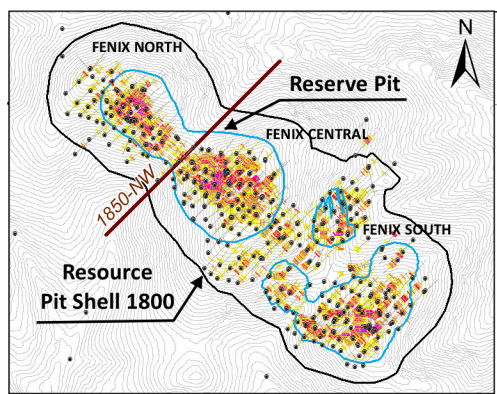 FENIX NORTH
N
Reserve Pit
FENIX CENTRAL
1850-NW
FENIX SOUTH
Resource
Pit Shell 1800